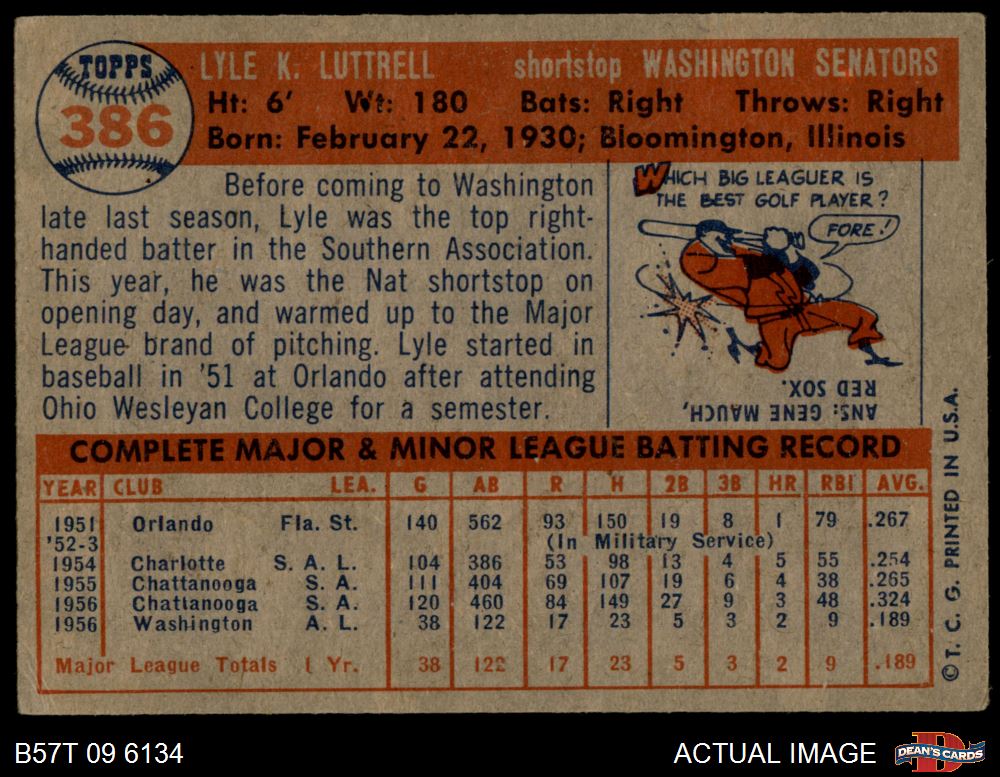 TOPPS
386
LYLE K. LUTTRELL shortstop WASHINGTON SENATORS
Ht: 6' Wt: 180 Bats: Right Throws: Right
Born: February 22, 1930; Bloomington, Illinois
Before coming to Washington
late last season, Lyle was the top right-
handed batter in the Southern Association.
This year, he was the Nat shortstop on
opening day, and warmed up to the Major
League brand of pitching. Lyle started in
baseball in '51 at Orlando after attending
Ohio Wesleyan College for a semester.
WHICH BIG LEAGUER IS
THE BEST GOLF PLAYER?
FORE!
ANS: GENE MAUCH,
RED SOX.
COMPLETE MAJOR & MINOR LEAGUE BATTING RECORD
YEAR CLUB LEA. G AB R H 2B 3B HR RBI AVG.
1951 Orlando Fla. St. 140 562 93 150 19 8 1 79 .267
'52-3 (In Military Service)
1954 Charlotte S. A. L. 104 386 53 98 13 4 5 55 .254
1955 Chattanooga S. A. 111 404 69 107 19 6 4 38 .265
1956 Chattanooga S. A. 120 460 84 149 27 9 3 48 .324
1956 Washington A. L. 38 122 17 23 5 3 2 9 .189
Major League Totals 1 Yr. 38 122 17 23 5 3 2 9 .189
©T. C. G. PRINTED IN U.S.A.
B57T 09 6134
ACTUAL IMAGE
DEAN'S CARDS